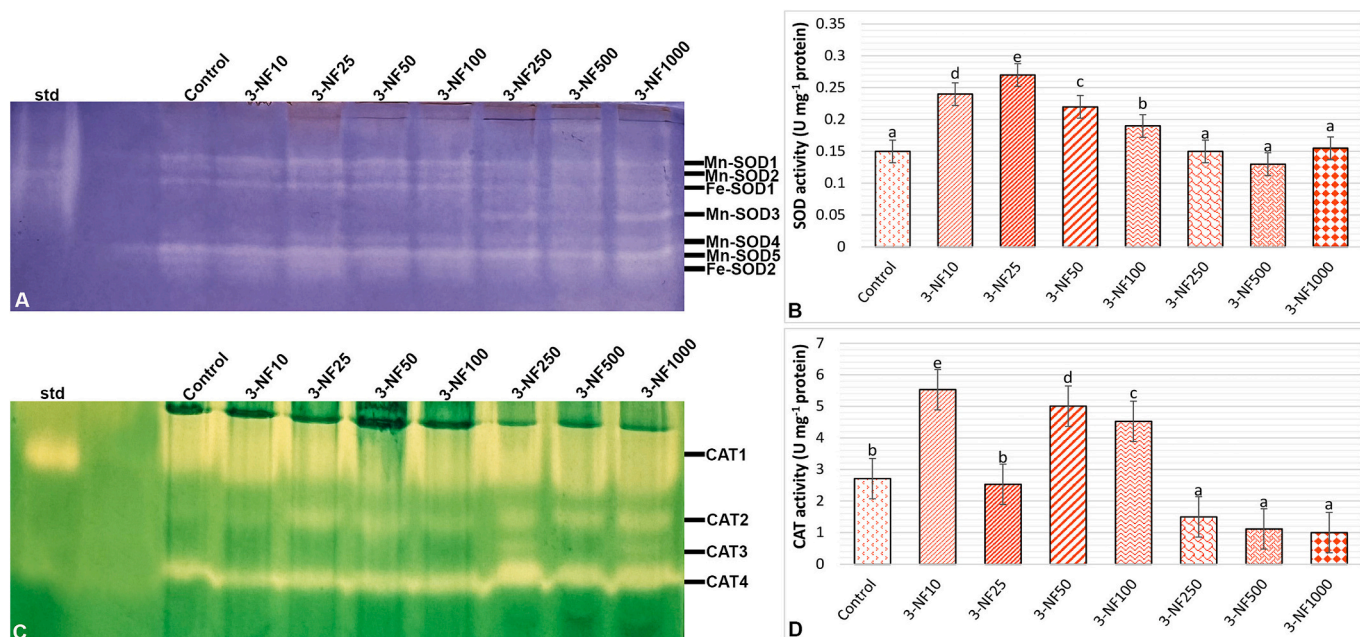 std
Control
3-NF10
3-NF25
3-NF50
3-NF100
3-NF250
3-NF500
3-NF1000
Mn-SOD1
Mn-SOD2
Fe-SOD1
Mn-SOD3
Mn-SOD4
Mn-SOD5
Fe-SOD2
A
SOD activity (U mg⁻¹ protein)
0.35
0.3
0.25
0.2
0.15
0.1
0.05
0
a
d
e
c
b
a
a
a
Control
3-NF10
3-NF25
3-NF50
3-NF100
3-NF250
3-NF500
3-NF1000
B
std
Control
3-NF10
3-NF25
3-NF50
3-NF100
3-NF250
3-NF500
3-NF1000
CAT1
CAT2
CAT3
CAT4
C
CAT activity (U mg⁻¹ protein)
7
6
5
4
3
2
1
0
b
e
b
d
c
a
a
a
Control
3-NF10
3-NF25
3-NF50
3-NF100
3-NF250
3-NF500
3-NF1000
D